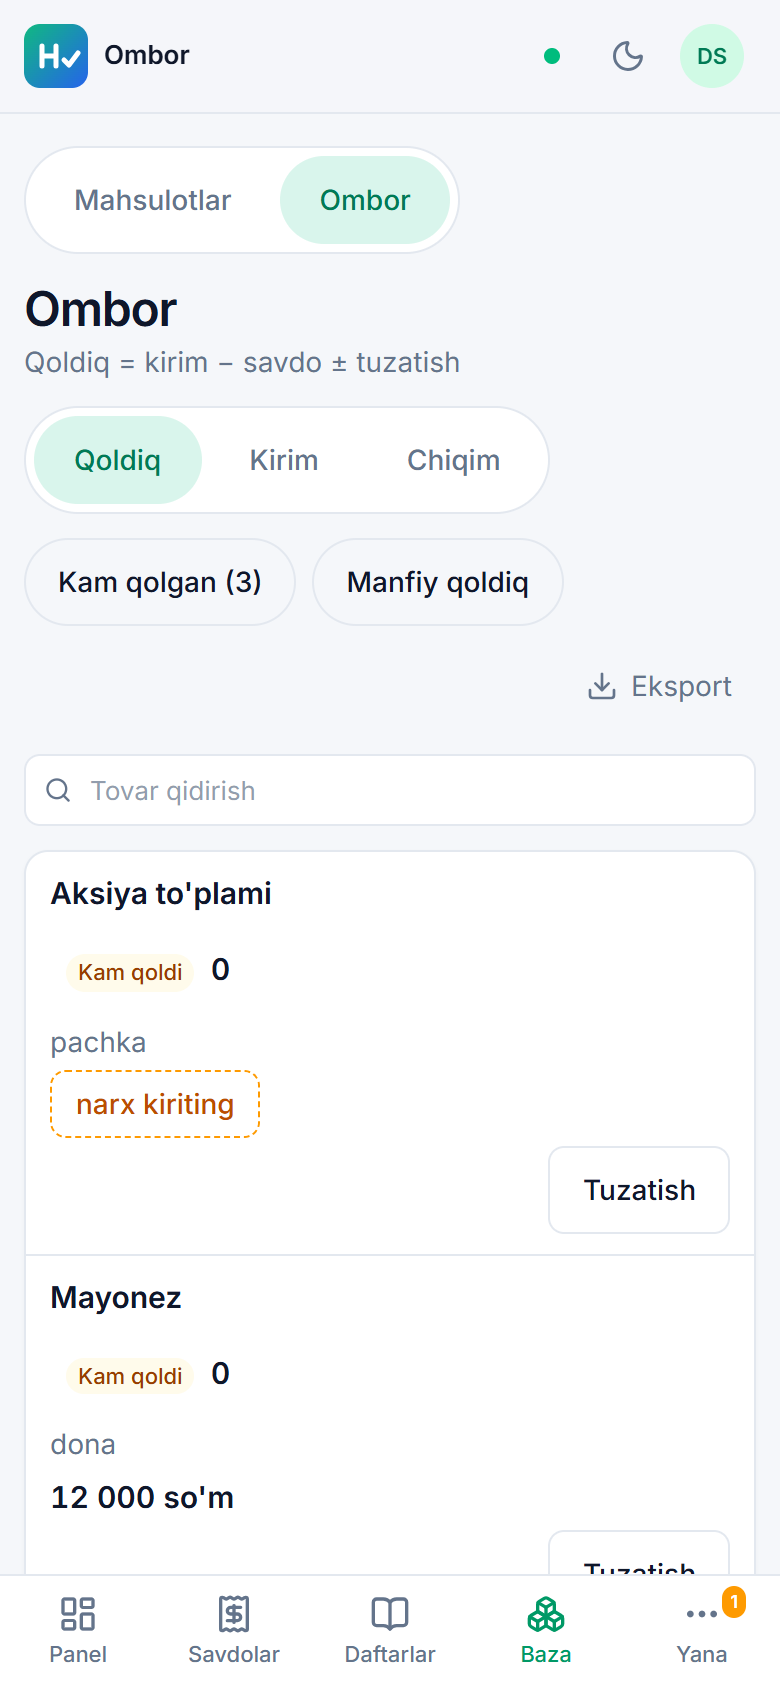 H✓ Ombor DS
Mahsulotlar Ombor
Ombor
Qoldiq = kirim − savdo ± tuzatish
Qoldiq Kirim Chiqim
Kam qolgan (3) Manfiy qoldiq
Eksport
Tovar qidirish
Aksiya to'plami
Kam qoldi 0
pachka
narx kiriting
Tuzatish
Mayonez
Kam qoldi 0
dona
12 000 so'm
Tuzatish
1
Panel Savdolar Daftarlar Baza Yana